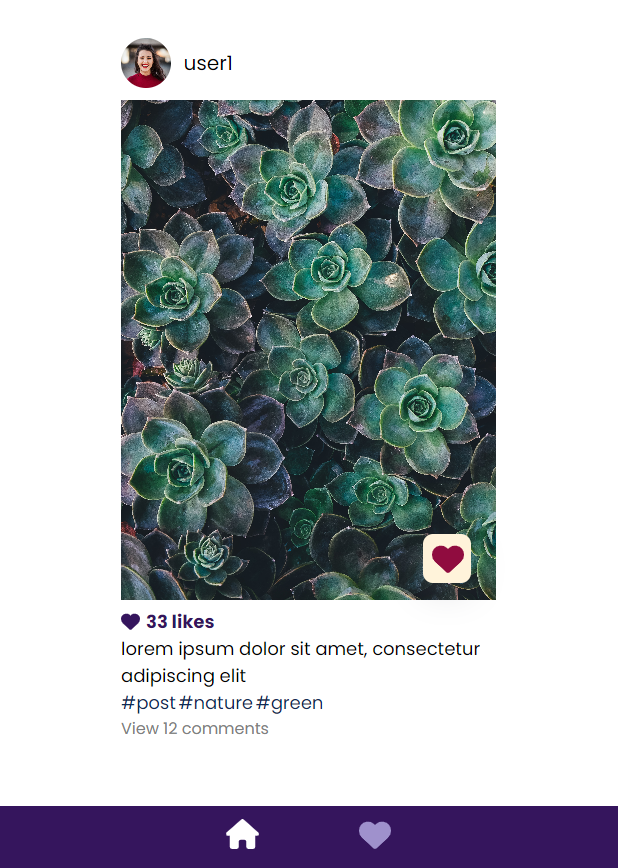 user1
33 likes
lorem ipsum dolor sit amet, consectetur
adipiscing elit
#post #nature #green
View 12 comments